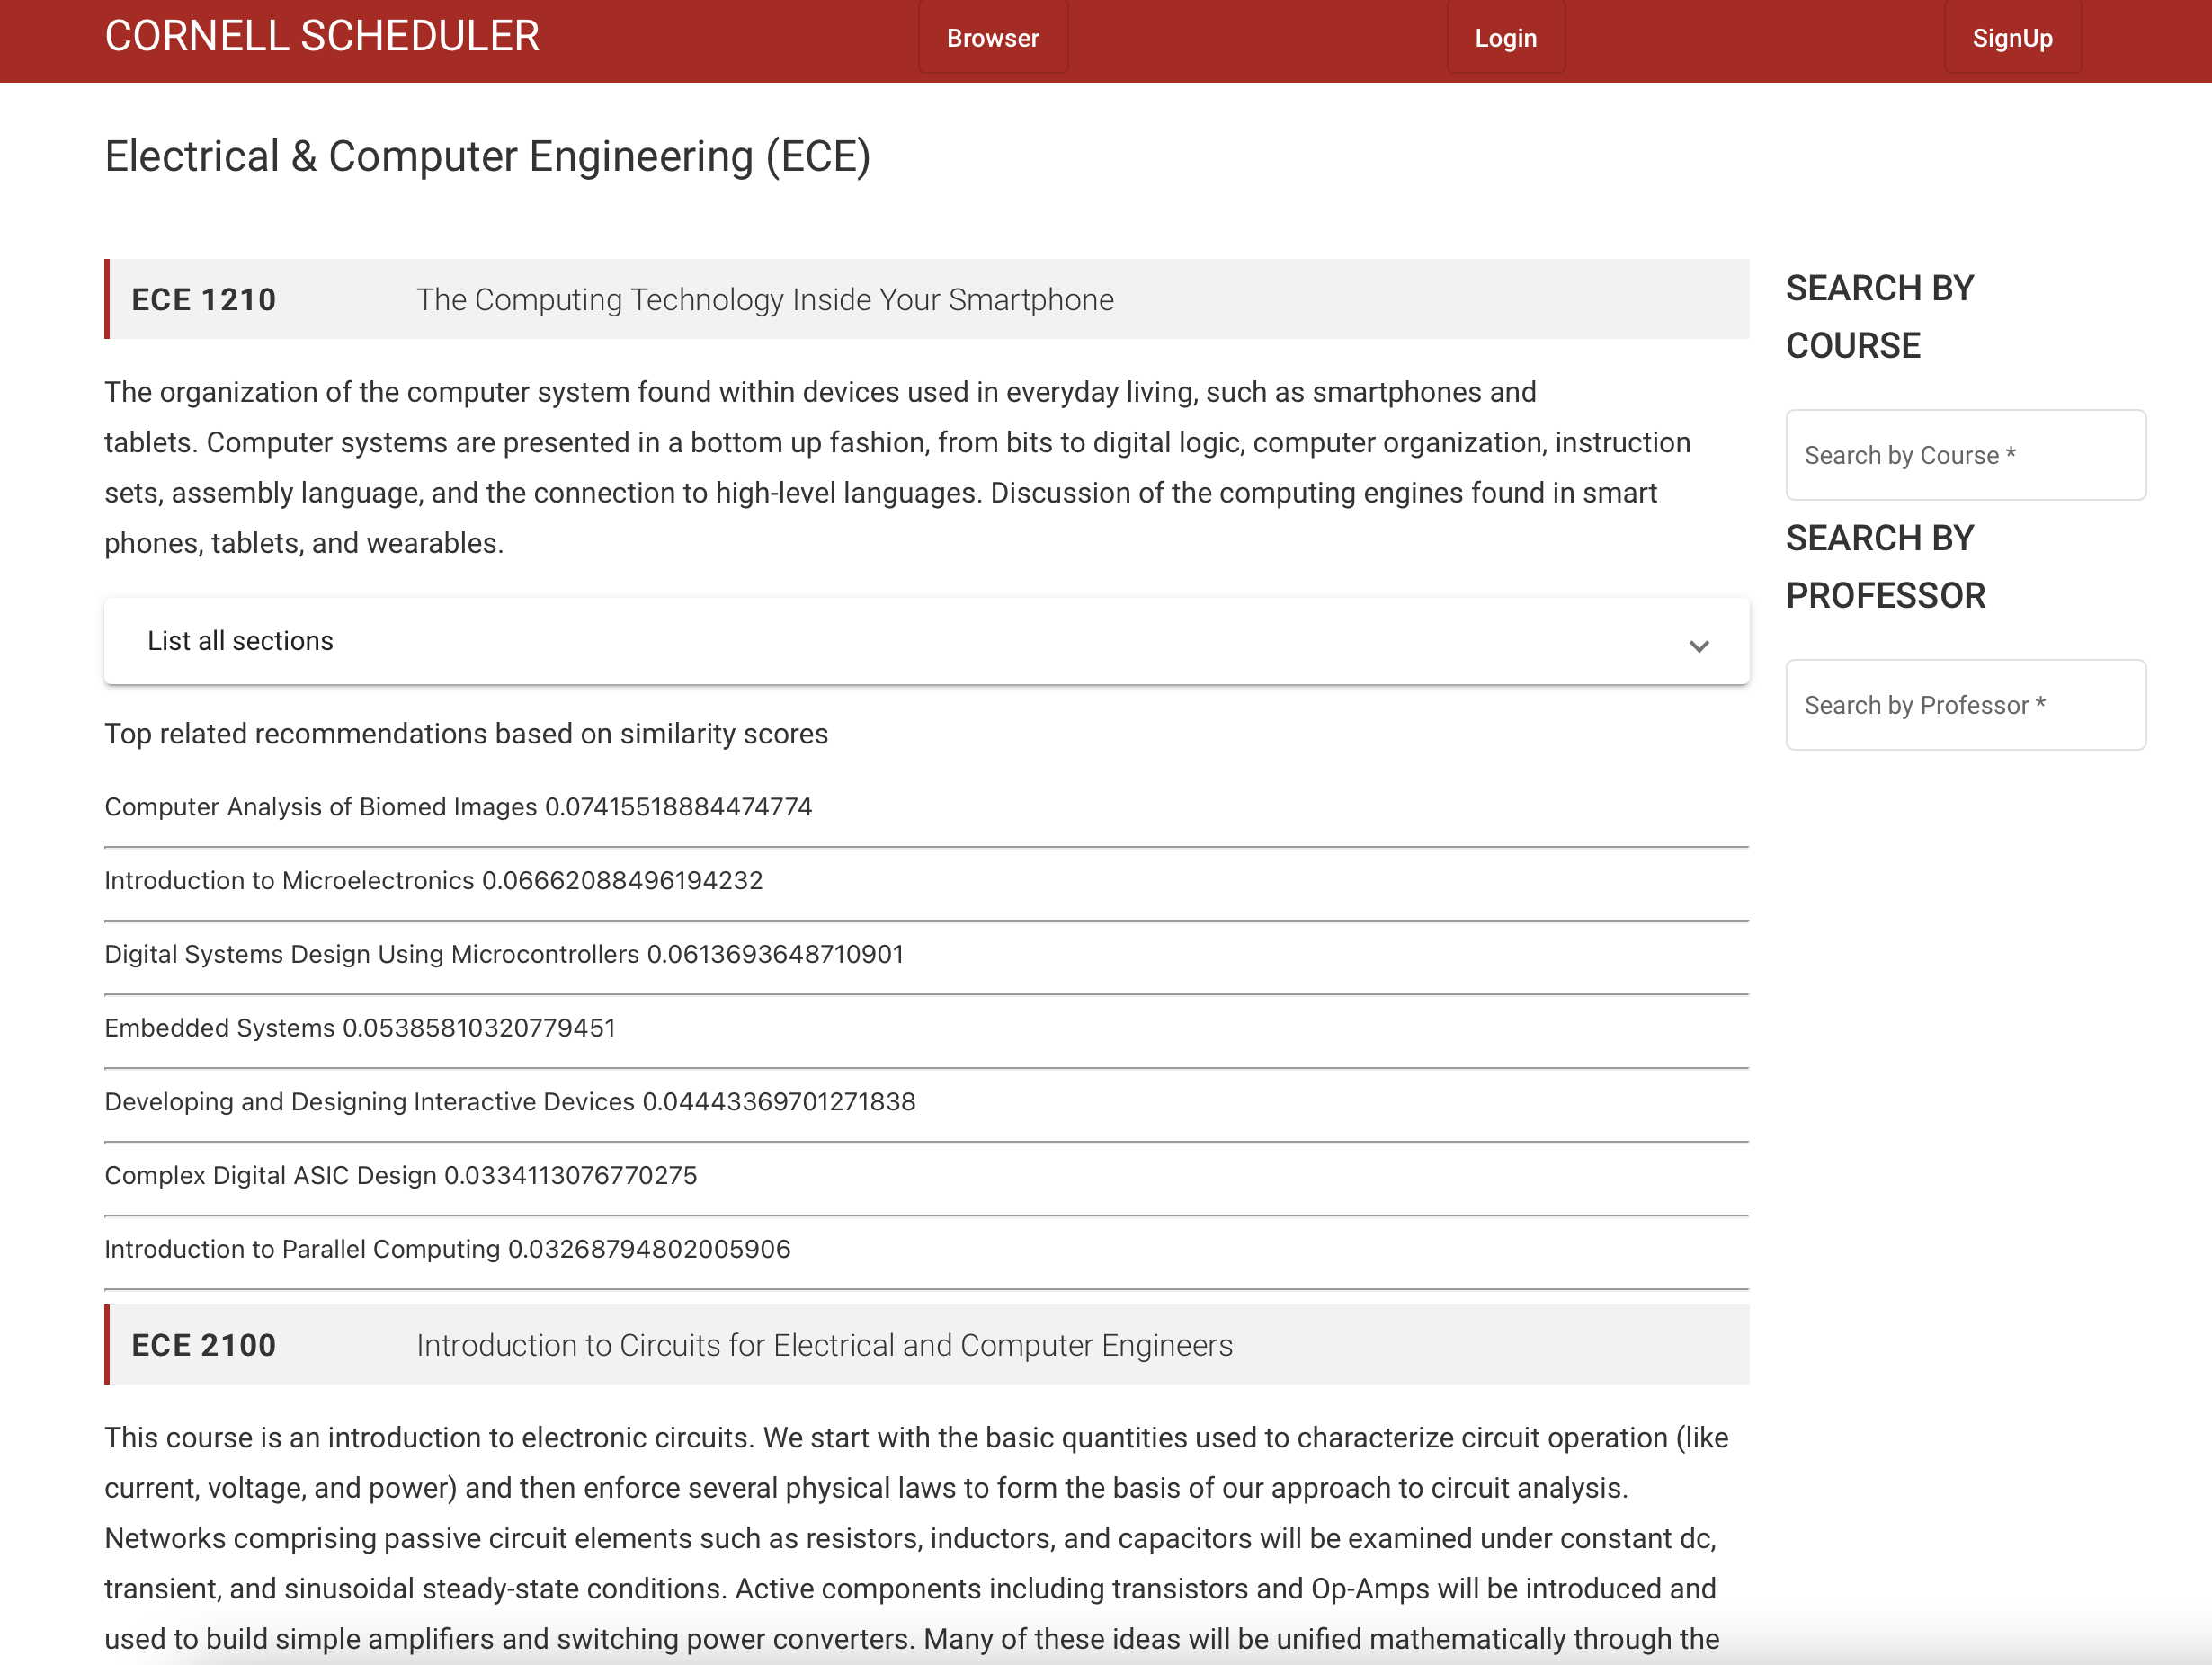 CORNELL SCHEDULER
Browser
Login
SignUp
Electrical & Computer Engineering (ECE)
ECE 1210 The Computing Technology Inside Your Smartphone
The organization of the computer system found within devices used in everyday living, such as smartphones and
tablets. Computer systems are presented in a bottom up fashion, from bits to digital logic, computer organization, instruction
sets, assembly language, and the connection to high-level languages. Discussion of the computing engines found in smart
phones, tablets, and wearables.
List all sections
Top related recommendations based on similarity scores
Computer Analysis of Biomed Images 0.07415518884474774
Introduction to Microelectronics 0.06662088496194232
Digital Systems Design Using Microcontrollers 0.0613693648710901
Embedded Systems 0.05385810320779451
Developing and Designing Interactive Devices 0.04443369701271838
Complex Digital ASIC Design 0.0334113076770275
Introduction to Parallel Computing 0.03268794802005906
ECE 2100 Introduction to Circuits for Electrical and Computer Engineers
This course is an introduction to electronic circuits. We start with the basic quantities used to characterize circuit operation (like
current, voltage, and power) and then enforce several physical laws to form the basis of our approach to circuit analysis.
Networks comprising passive circuit elements such as resistors, inductors, and capacitors will be examined under constant dc,
transient, and sinusoidal steady-state conditions. Active components including transistors and Op-Amps will be introduced and
used to build simple amplifiers and switching power converters. Many of these ideas will be unified mathematically through the
SEARCH BY
COURSE
Search by Course *
SEARCH BY
PROFESSOR
Search by Professor *